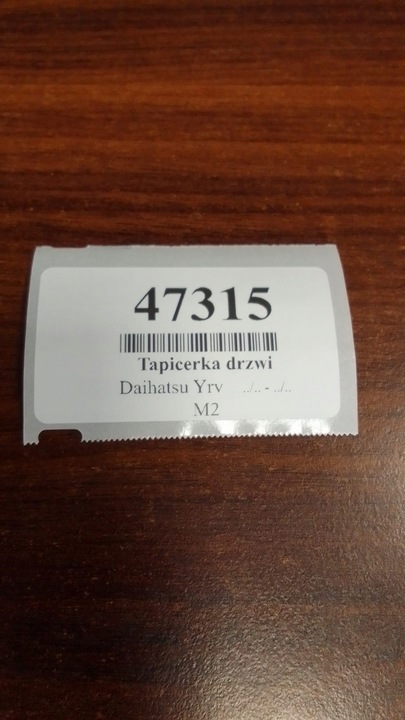 47315
Tapicerka drzwi
Daihatsu Yrv ../.. - ../..
M2